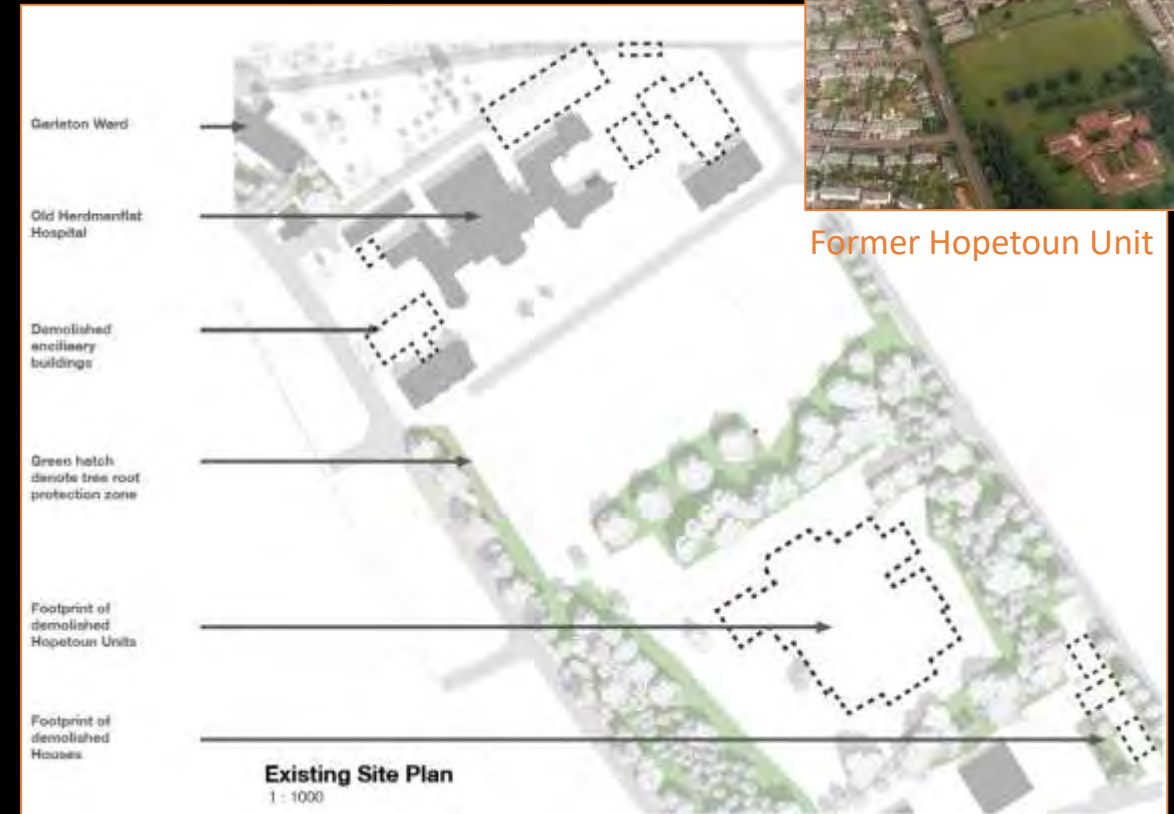 Garleton Ward
Old Herdmanflat
Hospital
Demolished
anciliaery
buildings
Green hatch
denote tree root
protection zone
Footprint of
demolished
Hopetoun Units
Footprint of
demolished
Houses
Existing Site Plan
1 : 1000
Former Hopetoun Unit